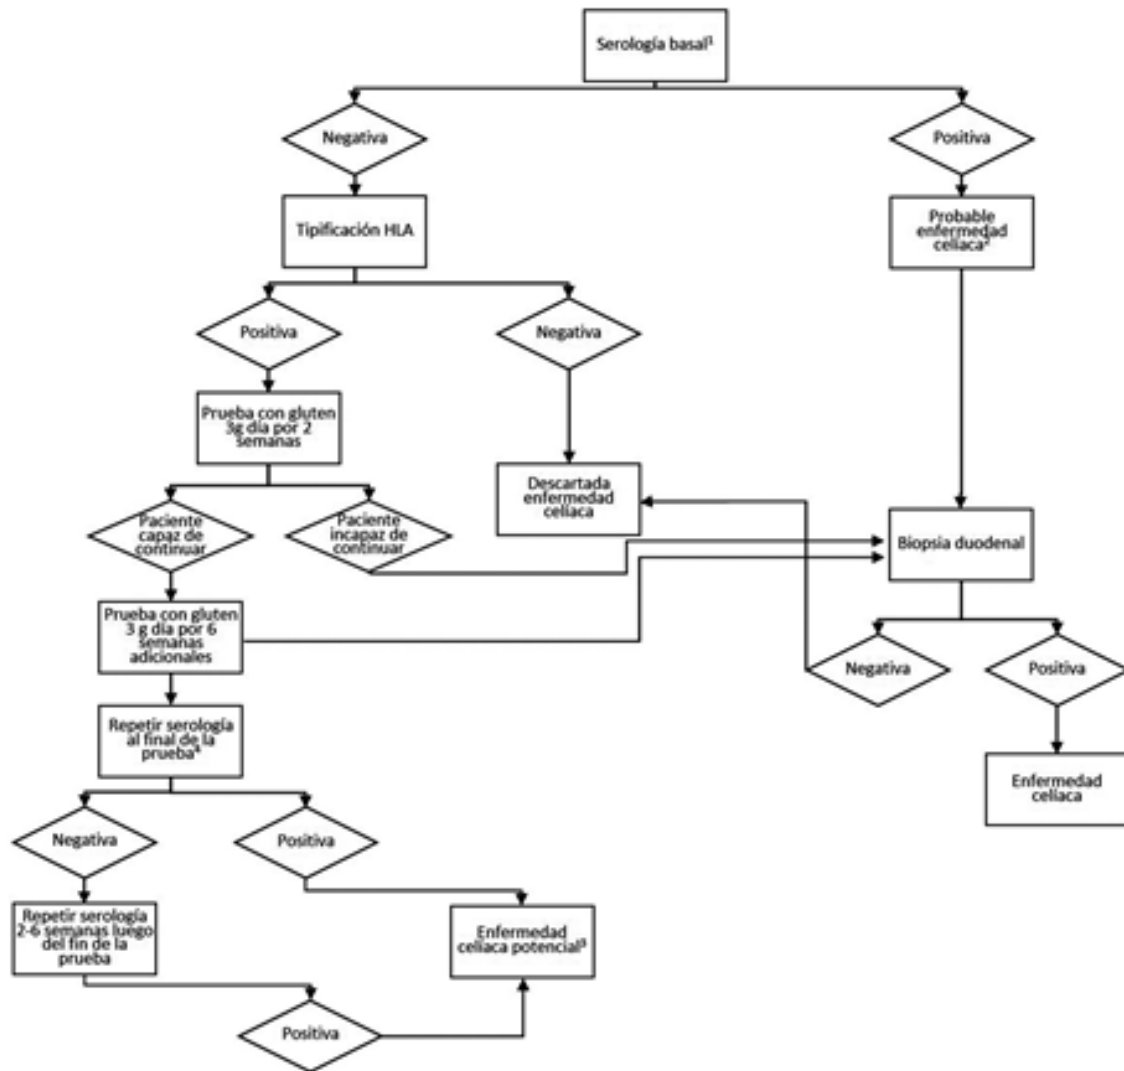 Serología basal¹
Negativa
Positiva
Tipificación HLA
Probable
enfermedad
celíaca²
Positiva
Negativa
Prueba con gluten
3g día por 2
semanas
Descartada
enfermedad
celíaca
Paciente
capaz de
continuar
Paciente
incapaz de
continuar
Biopsia duodenal
Prueba con gluten
3 g día por 6
semanas
adicionales
Negativa
Positiva
Repetir serología
al final de la
prueba⁴
Enfermedad
celíaca
Negativa
Positiva
Repetir serología
2-6 semanas luego
del fin de la
prueba
Enfermedad
celíaca potencial³
Positiva